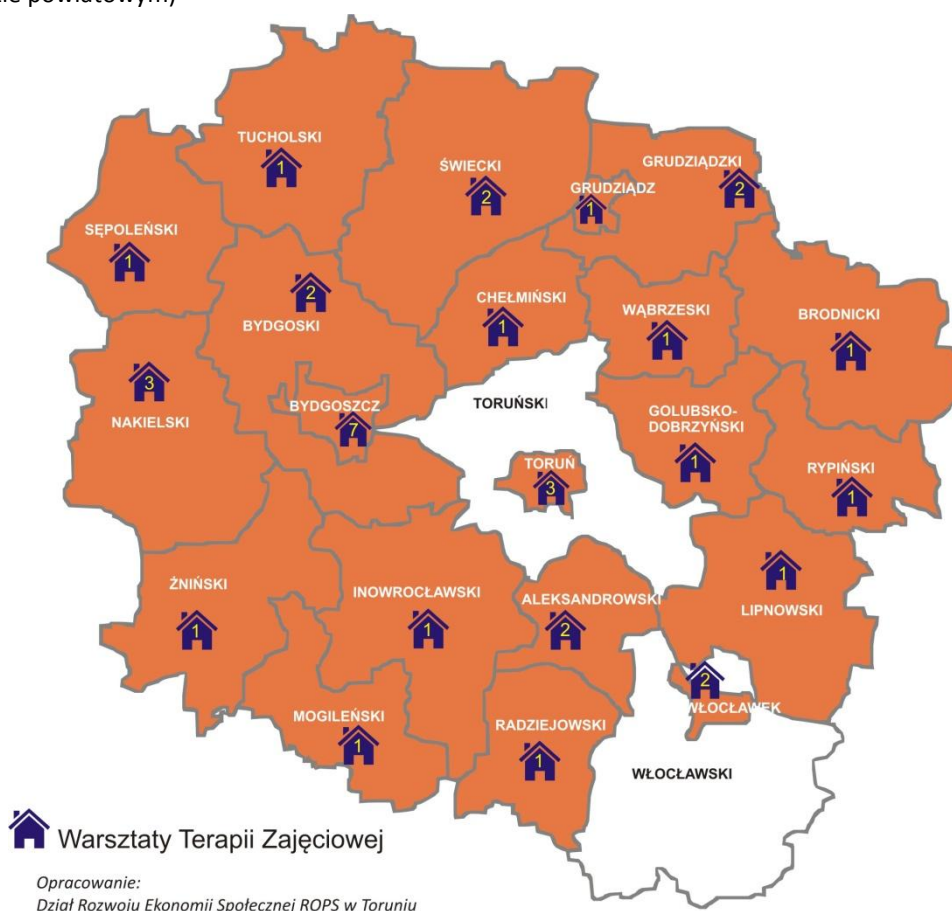 powiatowym)
TUCHOLSKI
1
ŚWIECKI
2
GRUDZIĄDZKI
2
GRUDZIĄDZ
1
SĘPOLEŃSKI
1
2
BYDGOSKI
CHEŁMIŃSKI
1
WĄBRZESKI
1
BRODNICKI
1
3
NAKIELSKI
BYDGOSZCZ
7
TORUŃSKI
GOLUBSKO-
DOBRZYŃSKI
1
TORUŃ
3
RYPIŃSKI
1
ŻNIŃSKI
1
INOWROCŁAWSKI
1
ALEKSANDROWSKI
2
1
LIPNOWSKI
2
WŁOCŁAWEK
MOGILEŃSKI
1
RADZIEJOWSKI
1
WŁOCŁAWSKI
Warsztaty Terapii Zajęciowej
Opracowanie:
Dział Rozwoju Ekonomii Społecznej ROPS w Toruniu